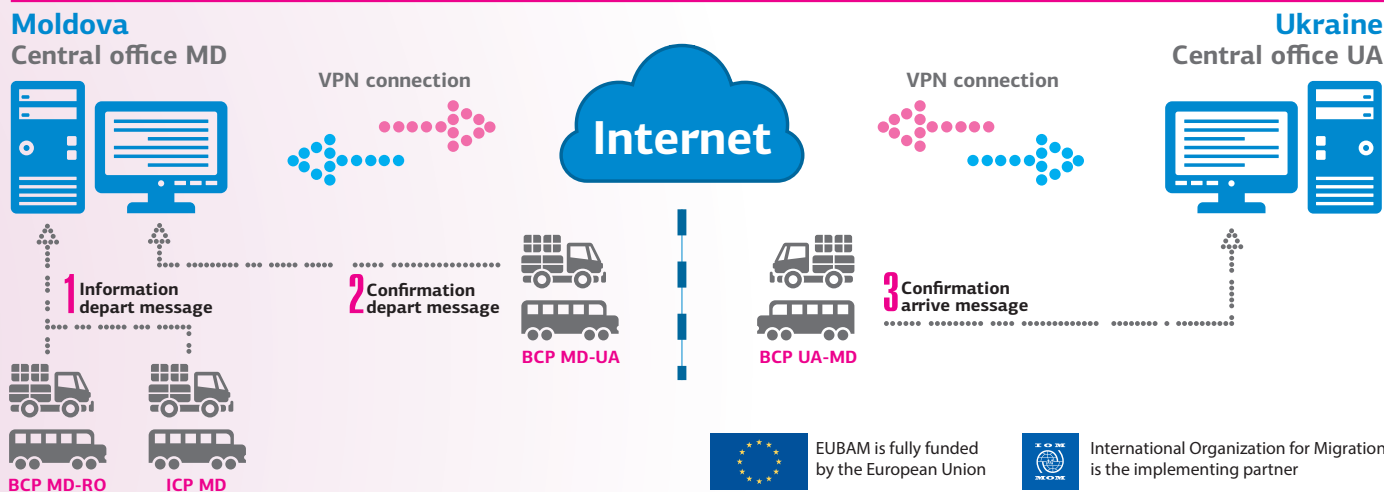 Moldova
Central office MD
Ukraine
Central office UA
VPN connection
VPN connection
Internet
1 Information
depart message
2 Confirmation
depart message
3 Confirmation
arrive message
BCP MD-UA
BCP UA-MD
BCP MD-RO
ICP MD
EUBAM is fully funded
by the European Union
IOM
MOM
International Organization for Migration
is the implementing partner